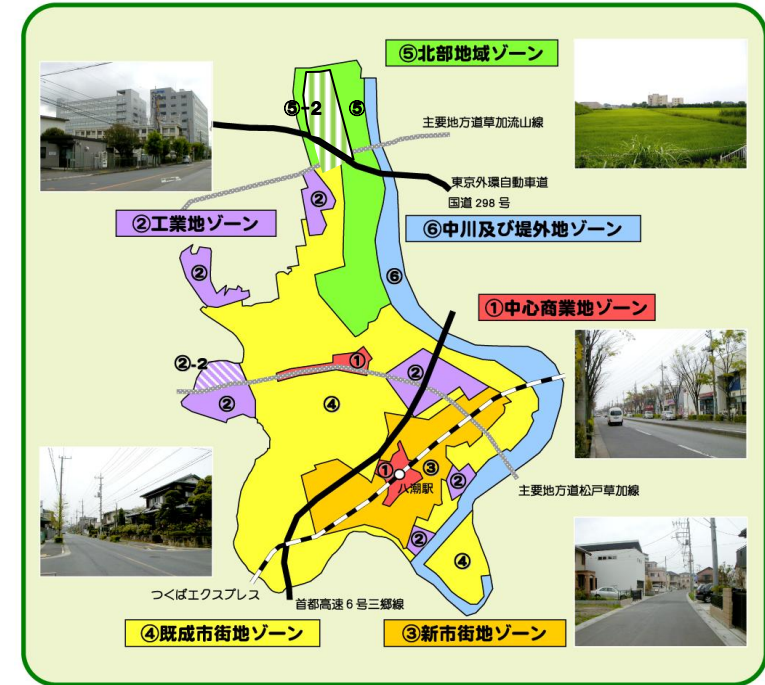 ⑤北部地域ゾーン
⑤-2
⑤
主要地方道草加流山線
東京外環自動車道
国道298号
②
②工業地ゾーン
⑥中川及び堤外地ゾーン
②
⑥
①中心商業地ゾーン
①
②-2
②
②
④
①
③
②
八潮駅
主要地方道松戸草加線
②
④
つくばエクスプレス
首都高速6号三郷線
④既成市街地ゾーン
③新市街地ゾーン